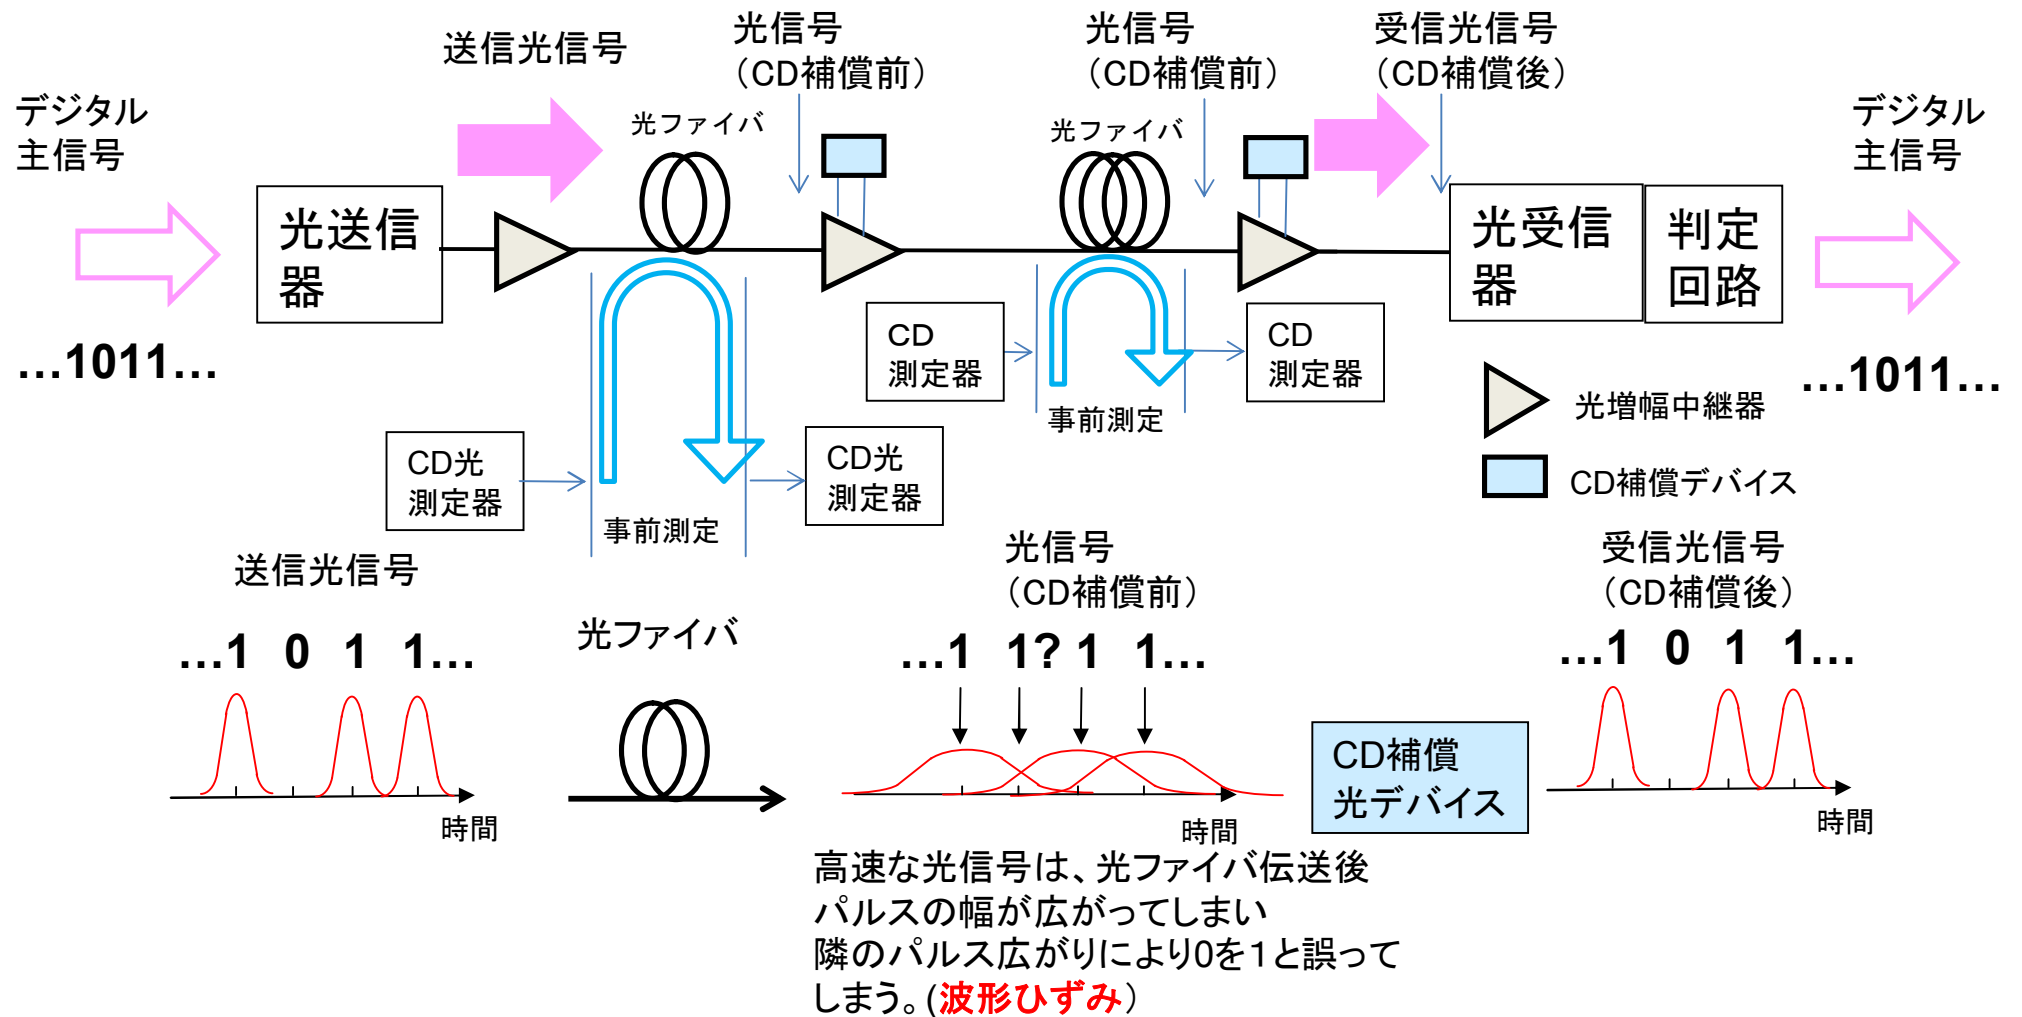 送信光信号
光信号
（CD補償前）
光信号
（CD補償前）
受信光信号
（CD補償後）
デジタル
主信号
光ファイバ
光ファイバ
デジタル
主信号
光送信
器
光受信
器
判定
回路
…1011…
CD
測定器
CD
測定器
…1011…
事前測定
事前測定
光増幅中継器
CD光
測定器
CD光
測定器
CD補償デバイス
送信光信号
光信号
（CD補償前）
受信光信号
（CD補償後）
光ファイバ
…1 0 1 1…
…1 1? 1 1…
…1 0 1 1…
CD補償
光デバイス
時間
時間
時間
高速な光信号は、光ファイバ伝送後
パルスの幅が広がってしまい
隣のパルス広がりにより0を１と誤って
しまう。(波形ひずみ）